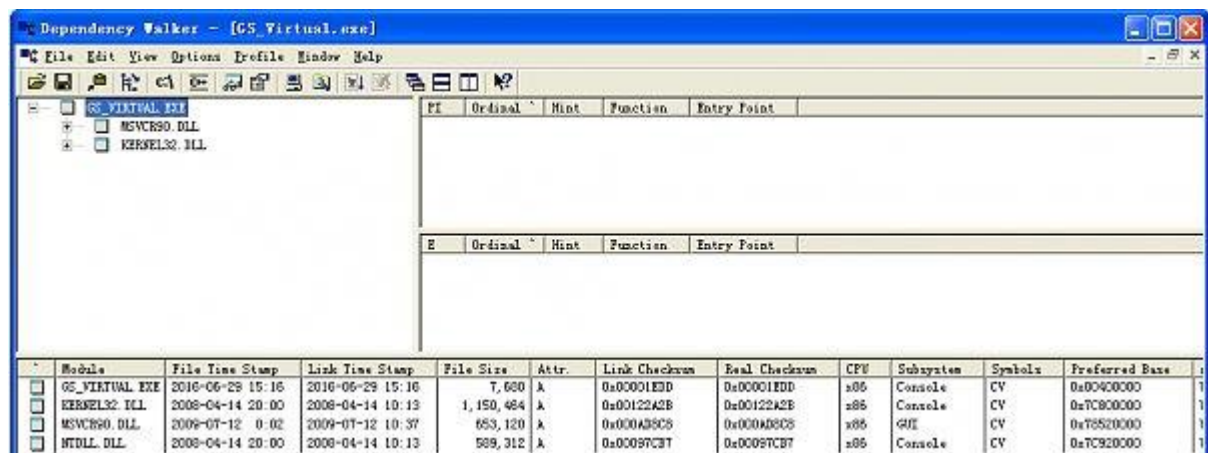 Dependency Walker - [GS_Virtual.exe]
File Edit View Options Profile Window Help
GS_VIRTUAL.EXE
MSVCR90.DLL
KERNEL32.DLL
PI Ordinal ^ Hint Function Entry Point
E Ordinal ^ Hint Function Entry Point
^ Module File Time Stamp Link Time Stamp File Size Attr. Link Checksum Real Checksum CPU Subsystem Symbols Preferred Base
GS_VIRTUAL.EXE 2016-06-29 15:16 2016-06-29 15:16 7,680 A 0x00001EDD 0x00001EDD x86 Console CV 0x00400000
KERNEL32.DLL 2008-04-14 20:00 2008-04-14 10:13 1,150,464 A 0x00122A2B 0x00122A2B x86 Console CV 0x7C800000
MSVCR90.DLL 2009-07-12 0:02 2009-07-12 10:37 653,120 A 0x000AD8C8 0x000AD8C8 x86 GUI CV 0x78520000
NTDLL.DLL 2008-04-14 20:00 2008-04-14 10:13 589,312 A 0x00097CB7 0x00097CB7 x86 Console CV 0x7C920000